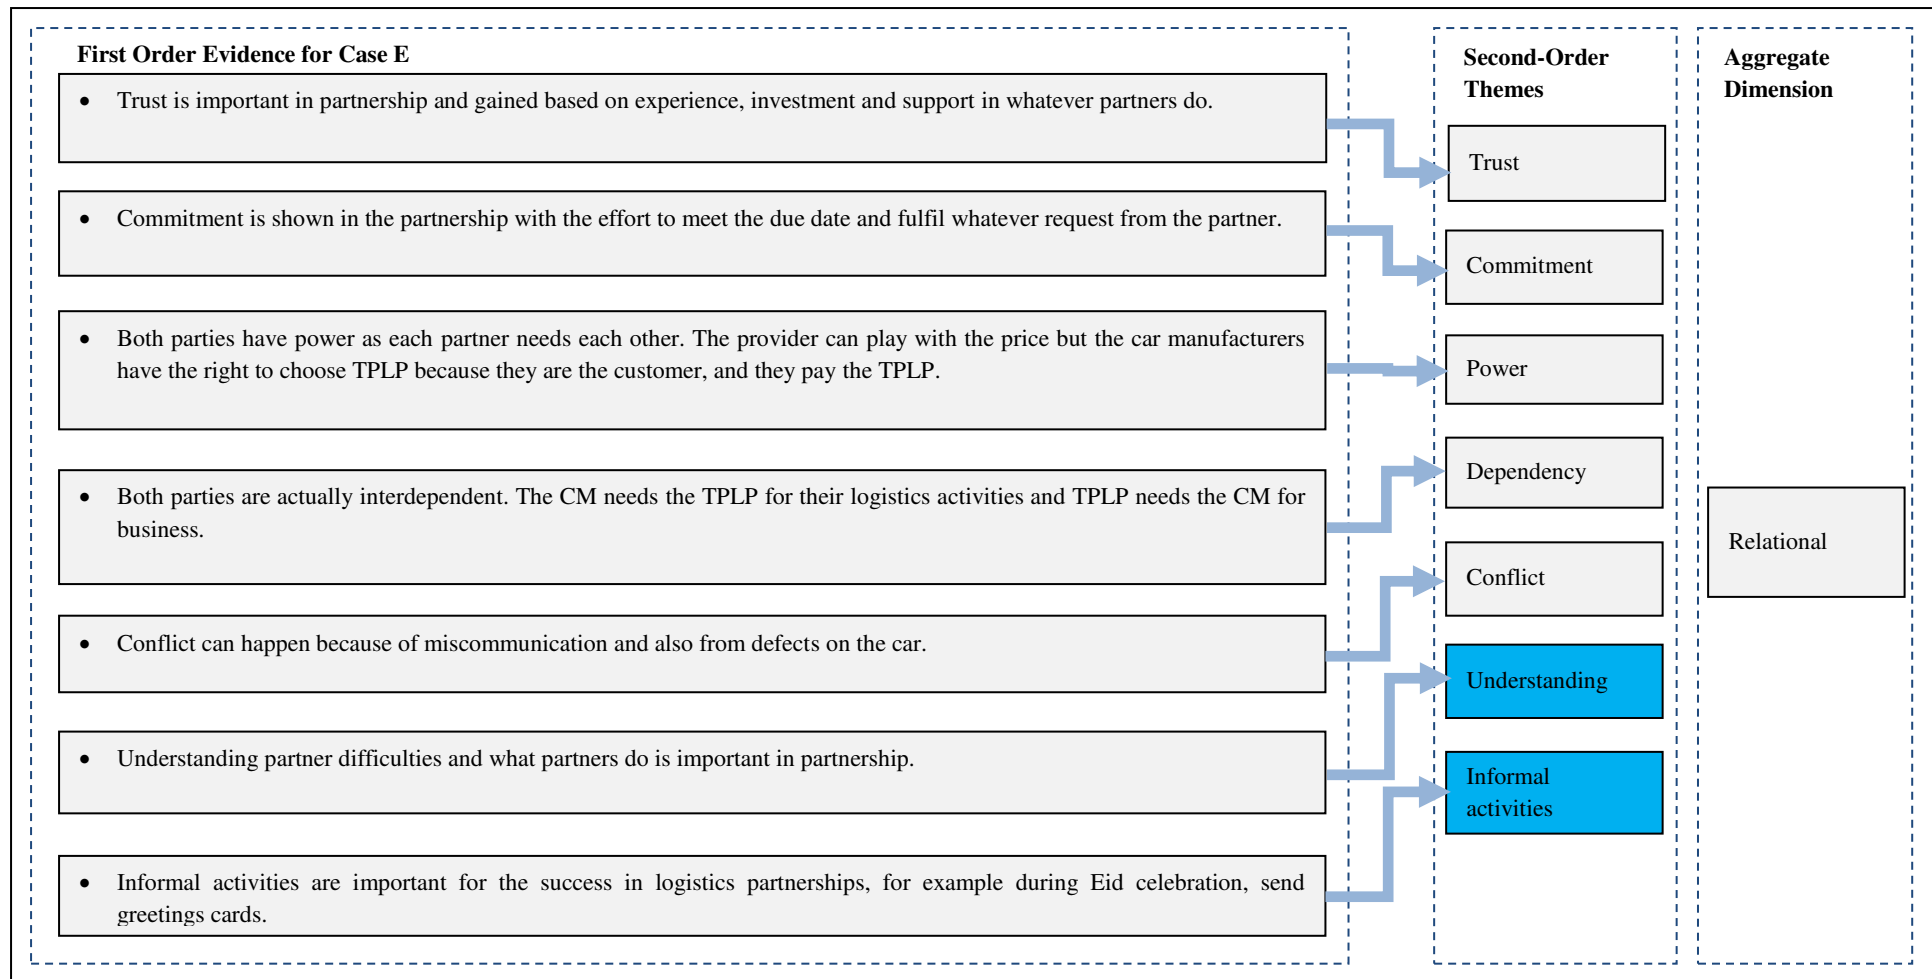 First Order Evidence for Case E
• Trust is important in partnership and gained based on experience, investment and support in whatever partners do.
• Commitment is shown in the partnership with the effort to meet the due date and fulfil whatever request from the partner.
• Both parties have power as each partner needs each other. The provider can play with the price but the car manufacturers
have the right to choose TPLP because they are the customer, and they pay the TPLP.
• Both parties are actually interdependent. The CM needs the TPLP for their logistics activities and TPLP needs the CM for
business.
• Conflict can happen because of miscommunication and also from defects on the car.
• Understanding partner difficulties and what partners do is important in partnership.
• Informal activities are important for the success in logistics partnerships, for example during Eid celebration, send
greetings cards.
Second-Order
Themes
Trust
Commitment
Power
Dependency
Conflict
Understanding
Informal
activities
Aggregate
Dimension
Relational